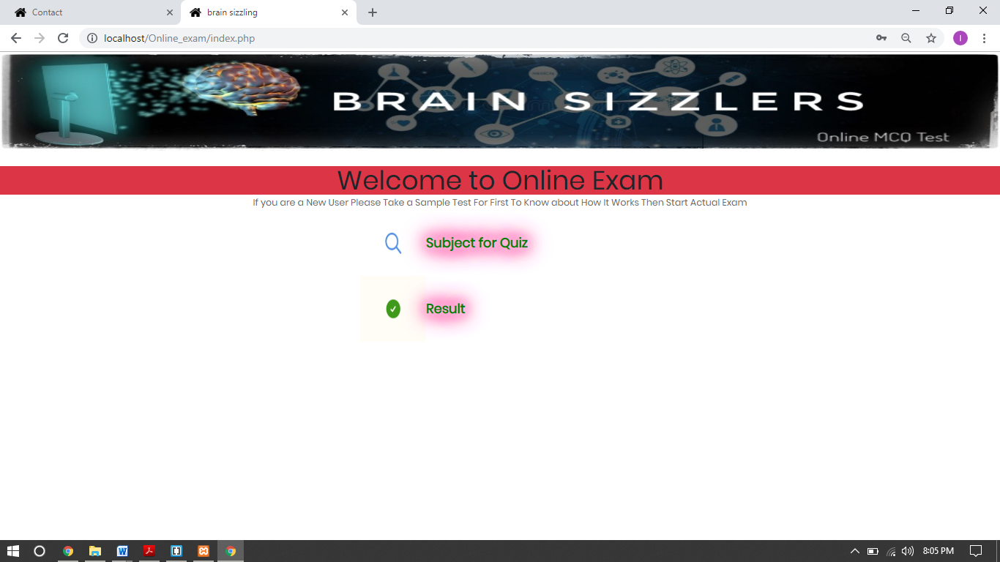 Contact
brain sizzling
localhost/Online_exam/index.php
I
BRAIN SIZZLERS
Online MCQ Test
Welcome to Online Exam
If you are a New User Please Take a Sample Test For First To Know about How It Works Then Start Actual Exam
Subject for Quiz
Result
8:05 PM